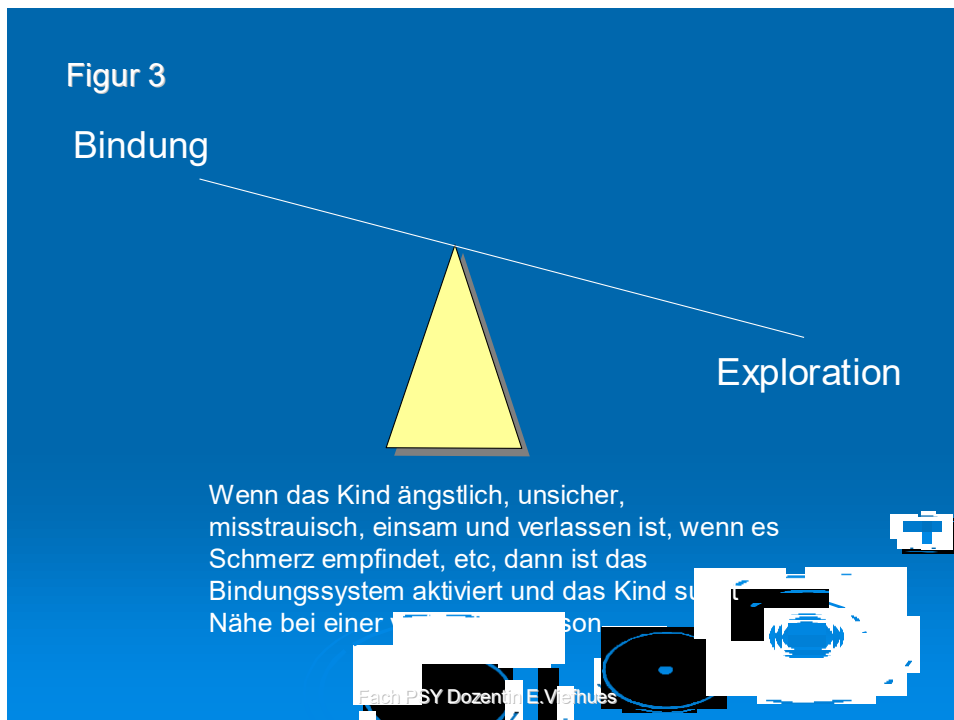 Figur 3
Bindung
Exploration
Wenn das Kind ängstlich, unsicher,
misstrauisch, einsam und verlassen ist, wenn es
Schmerz empfindet, etc, dann ist das
Bindungssystem aktiviert und das Kind
Nähe bei einer
Fach PSY Dozentin E.Viefhues